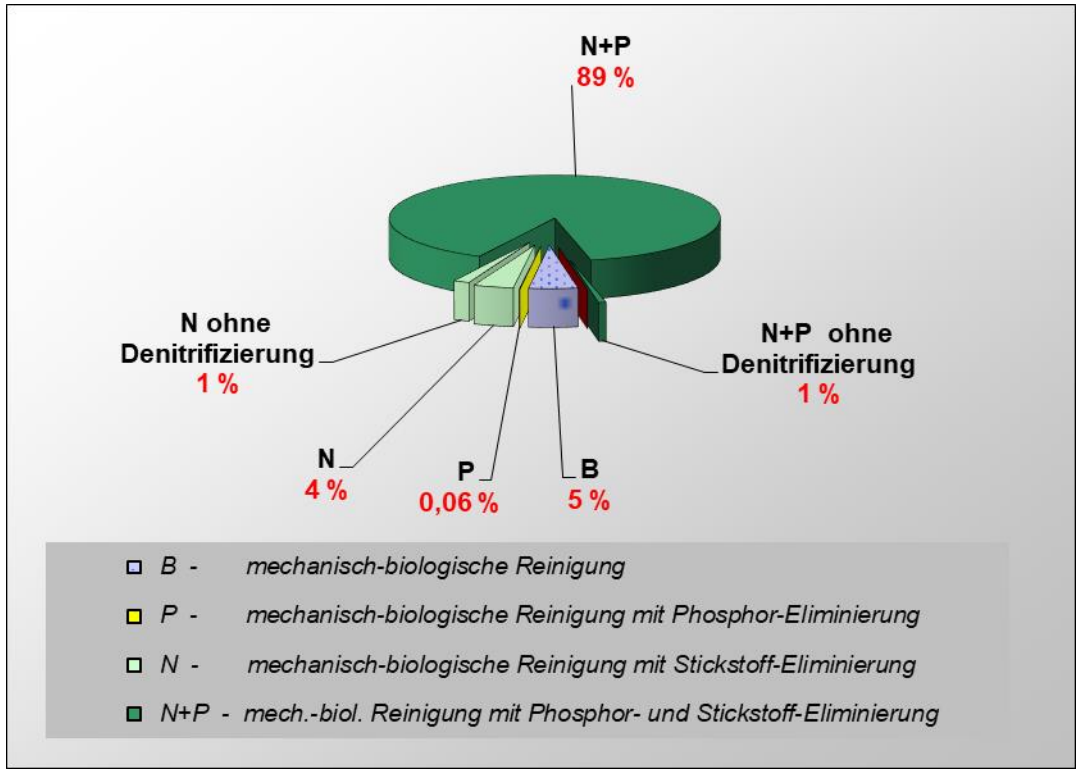 N+P
89 %
N ohne
Denitrifizierung
1 %
N+P ohne
Denitrifizierung
1 %
N
4 %
P
0,06 %
B
5 %
B - mechanisch-biologische Reinigung
P - mechanisch-biologische Reinigung mit Phosphor-Eliminierung
N - mechanisch-biologische Reinigung mit Stickstoff-Eliminierung
N+P - mech.-biol. Reinigung mit Phosphor- und Stickstoff-Eliminierung